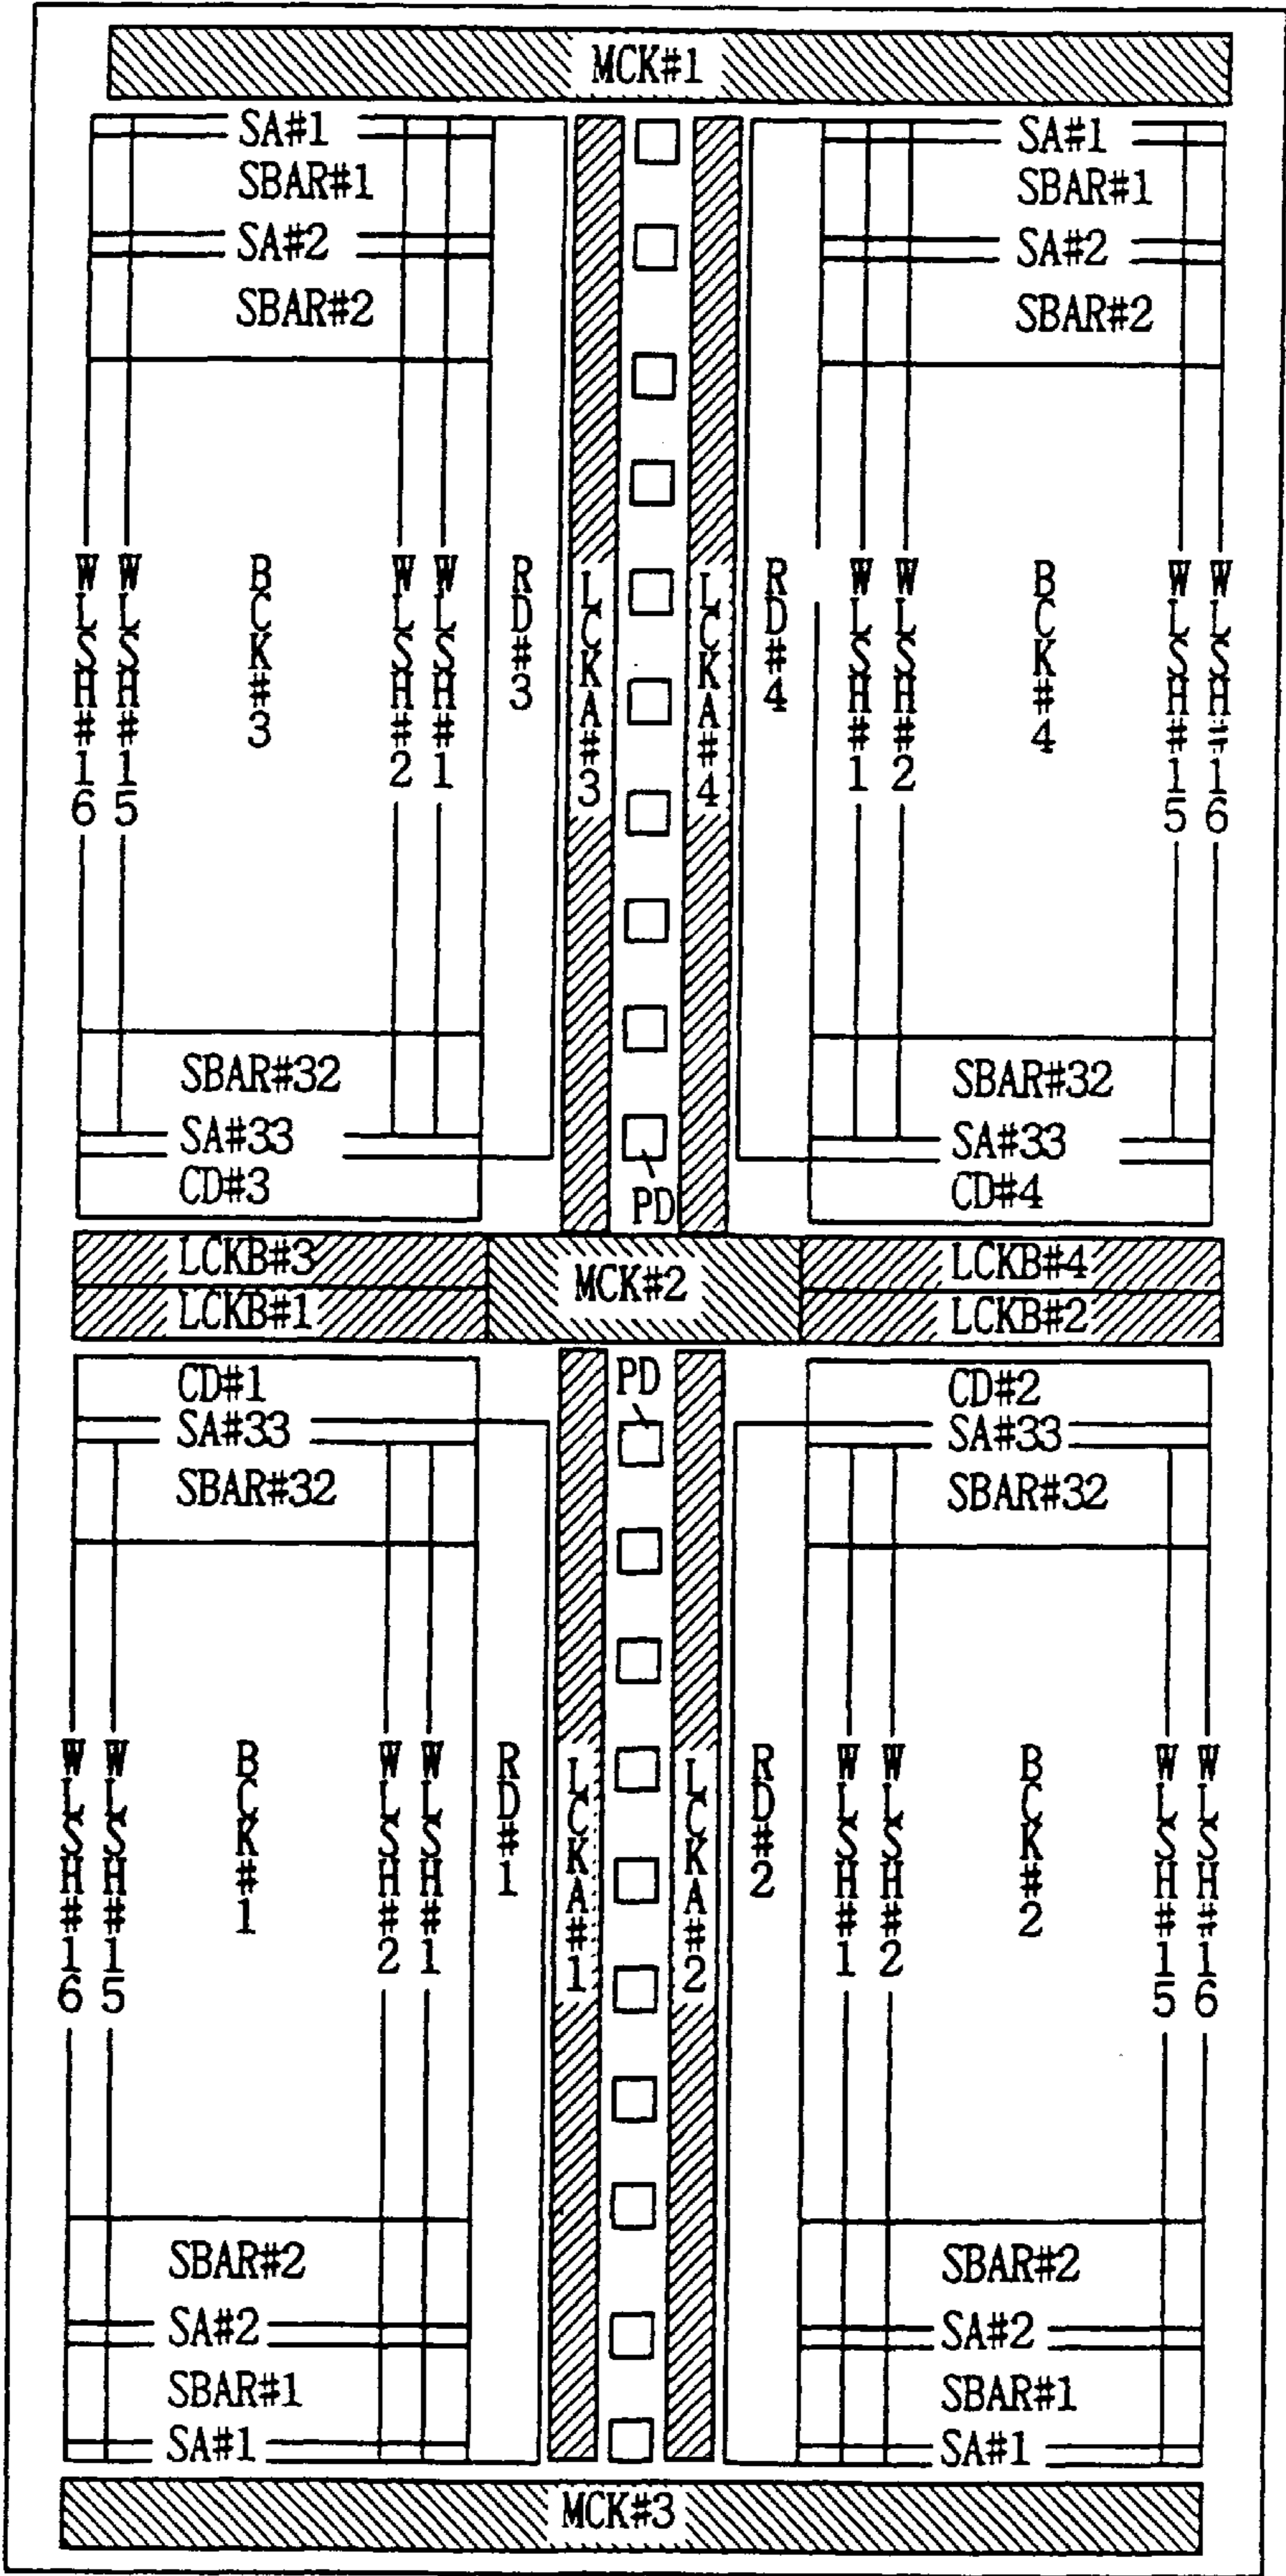 MCK#1
SA#1
SBAR#1
SA#2
SBAR#2
SA#1
SBAR#1
SA#2
SBAR#2
WLSH#16
WLSH#15
BCK#3
WLSH#2
WLSH#1
RD#3
LCKA#3
LCKA#4
RD#4
WLSH#1
WLSH#2
BCK#4
WLSH#15
WLSH#16
SBAR#32
SA#33
CD#3
PD
SBAR#32
SA#33
CD#4
LCKB#3
LCKB#1
MCK#2
LCKB#4
LCKB#2
CD#1
SA#33
SBAR#32
PD
CD#2
SA#33
SBAR#32
WLSH#16
WLSH#15
BCK#1
WLSH#2
WLSH#1
RD#1
LCKA#1
LCKA#2
RD#2
WLSH#1
WLSH#2
BCK#2
WLSH#15
WLSH#16
SBAR#2
SA#2
SBAR#1
SA#1
SBAR#2
SA#2
SBAR#1
SA#1
MCK#3